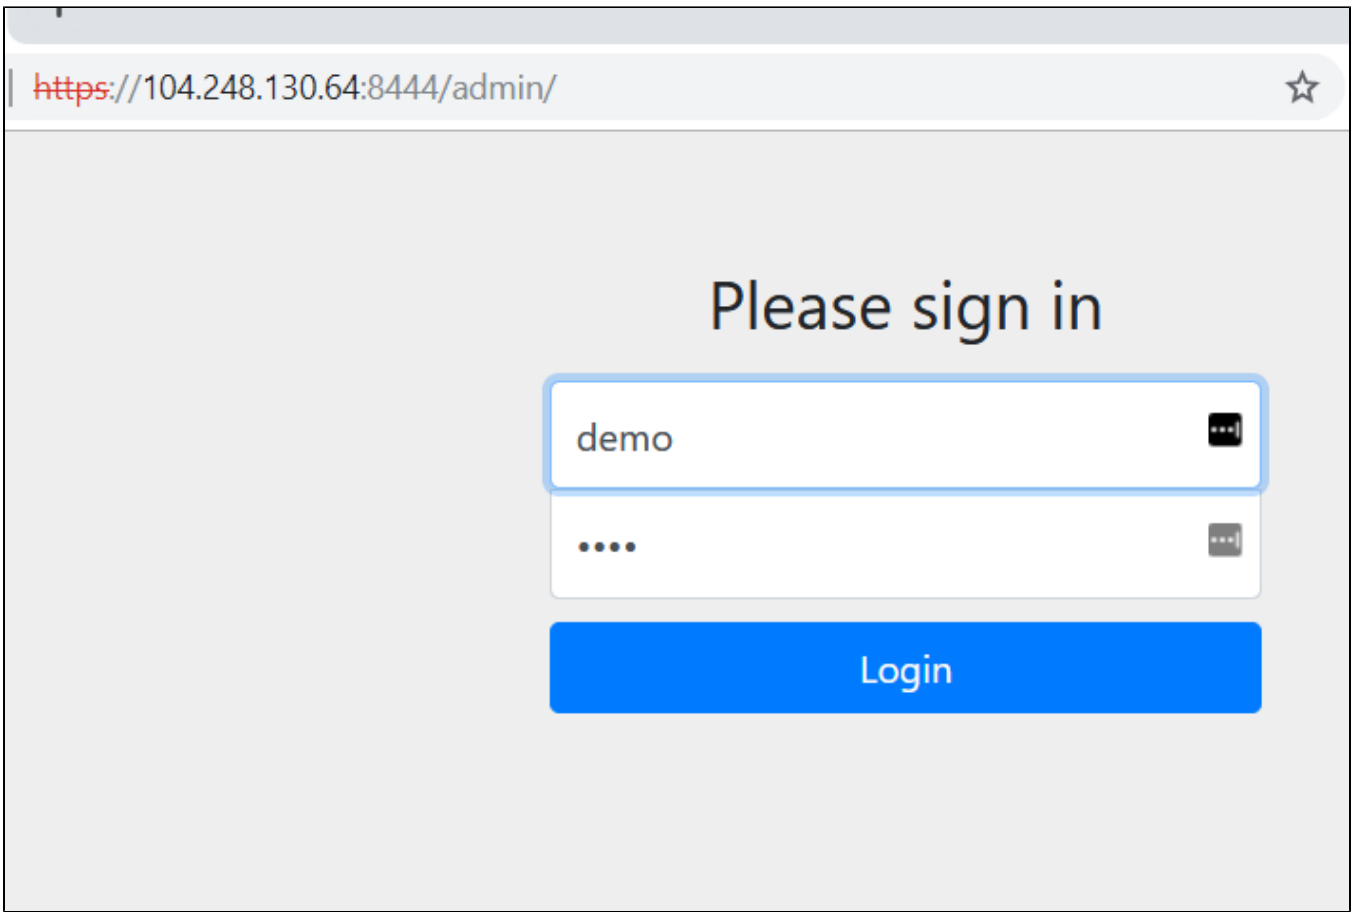 https://104.248.130.64:8444/admin/
Please sign in
demo
••••
Login